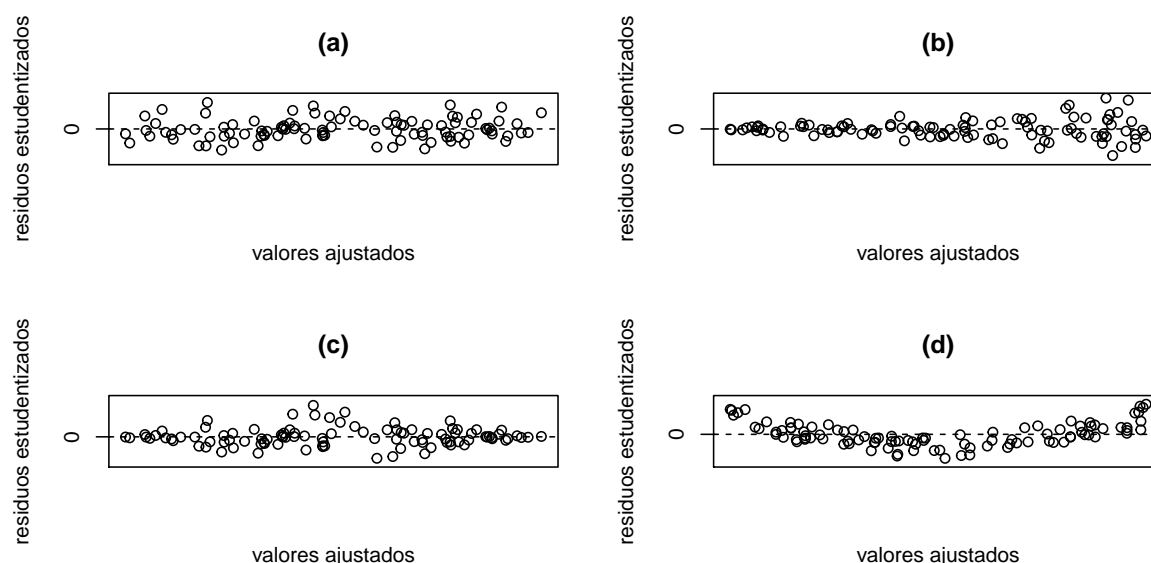 (a)
residuos estudentizados
0
valores ajustados
(b)
residuos estudentizados
0
valores ajustados
(c)
residuos estudentizados
0
valores ajustados
(d)
residuos estudentizados
0
valores ajustados